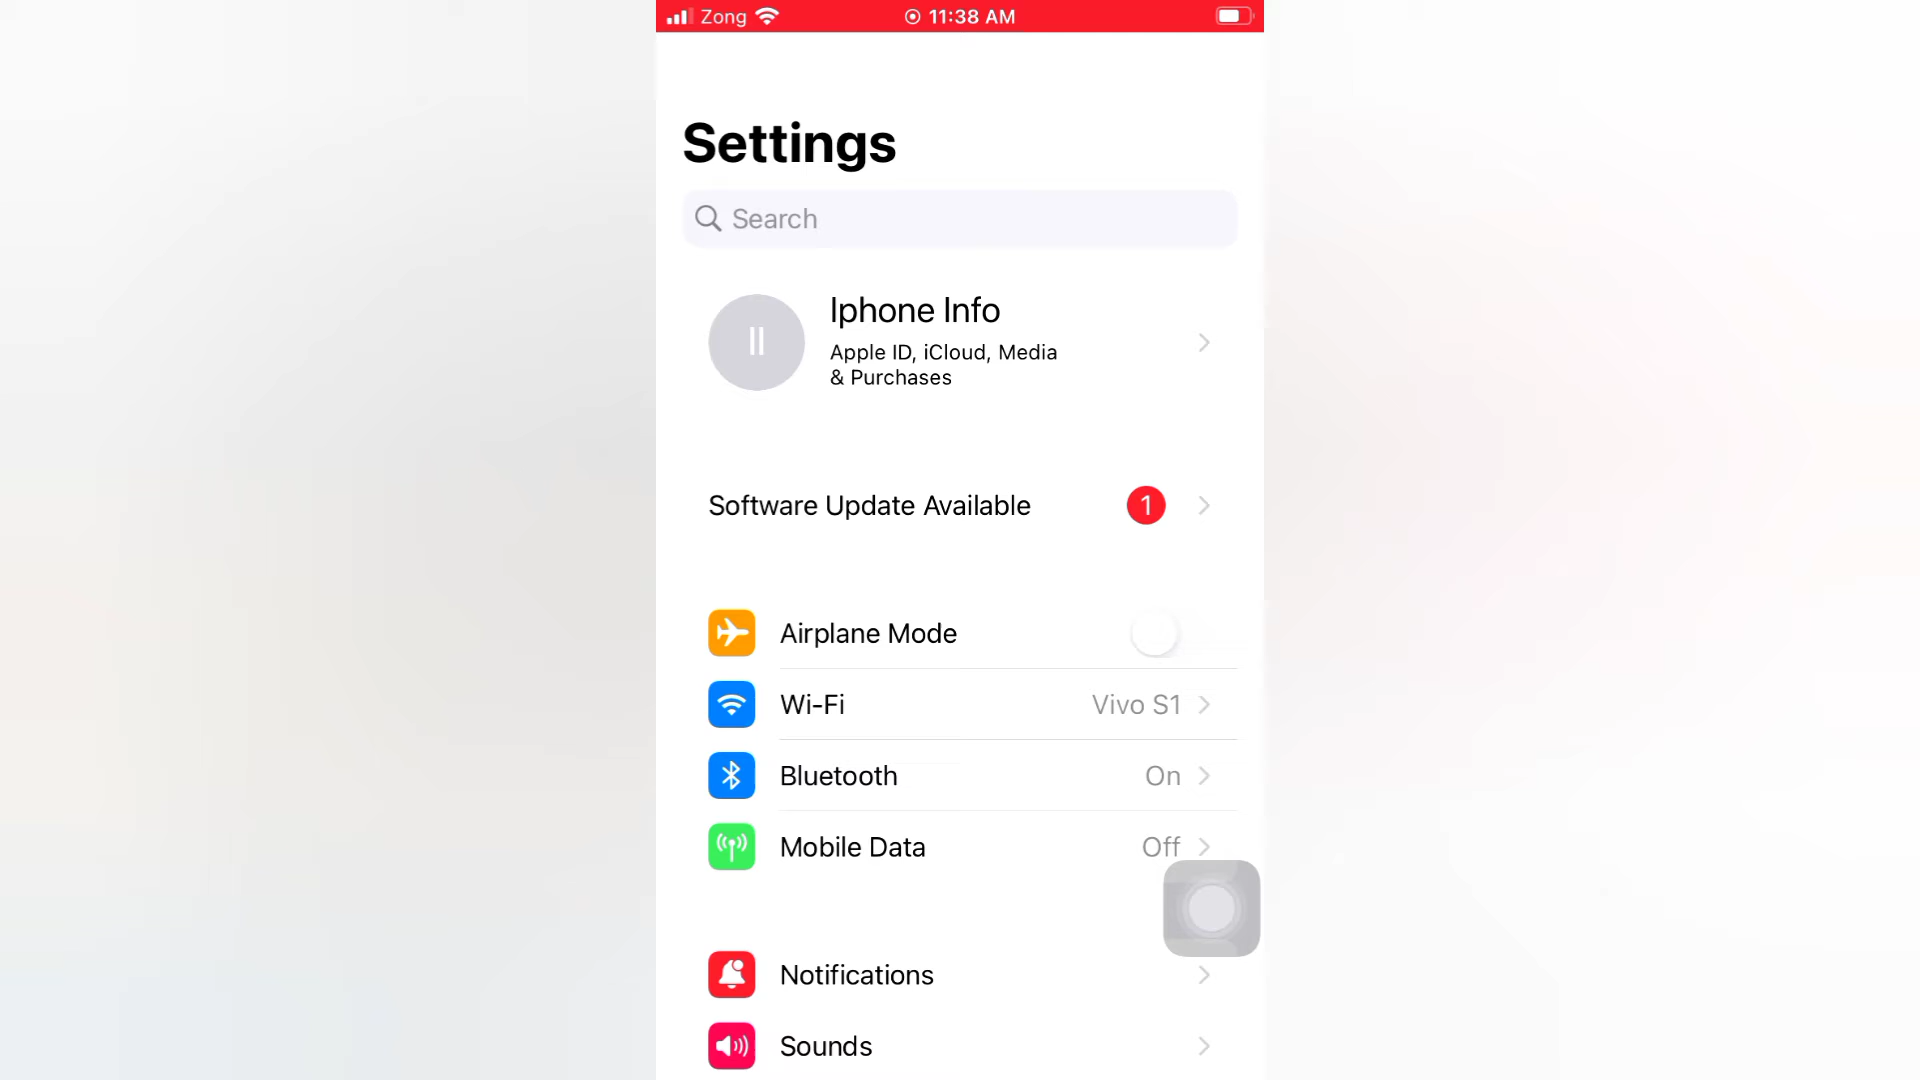 Zong 11:38 AM
Settings
Search
II
Iphone Info
Apple ID, iCloud, Media
& Purchases
Software Update Available 1
Airplane Mode
Wi-Fi Vivo S1
Bluetooth On
Mobile Data Off
Notifications
Sounds